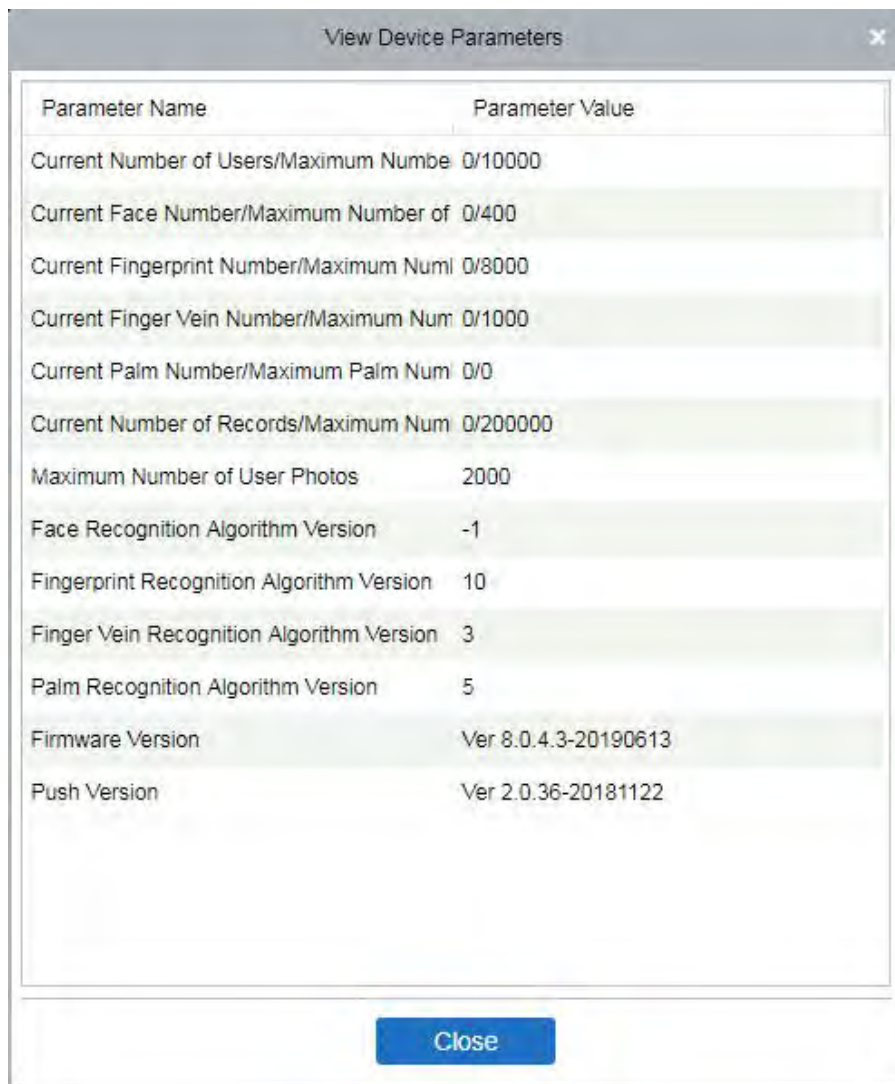 View Device Parameters
Parameter Name Parameter Value
Current Number of Users/Maximum Numbe 0/10000
Current Face Number/Maximum Number of 0/400
Current Fingerprint Number/Maximum Numl 0/8000
Current Finger Vein Number/Maximum Num 0/1000
Current Palm Number/Maximum Palm Num 0/0
Current Number of Records/Maximum Num 0/200000
Maximum Number of User Photos 2000
Face Recognition Algorithm Version -1
Fingerprint Recognition Algorithm Version 10
Finger Vein Recognition Algorithm Version 3
Palm Recognition Algorithm Version 5
Firmware Version Ver 8.0.4.3-20190613
Push Version Ver 2.0.36-20181122
Close